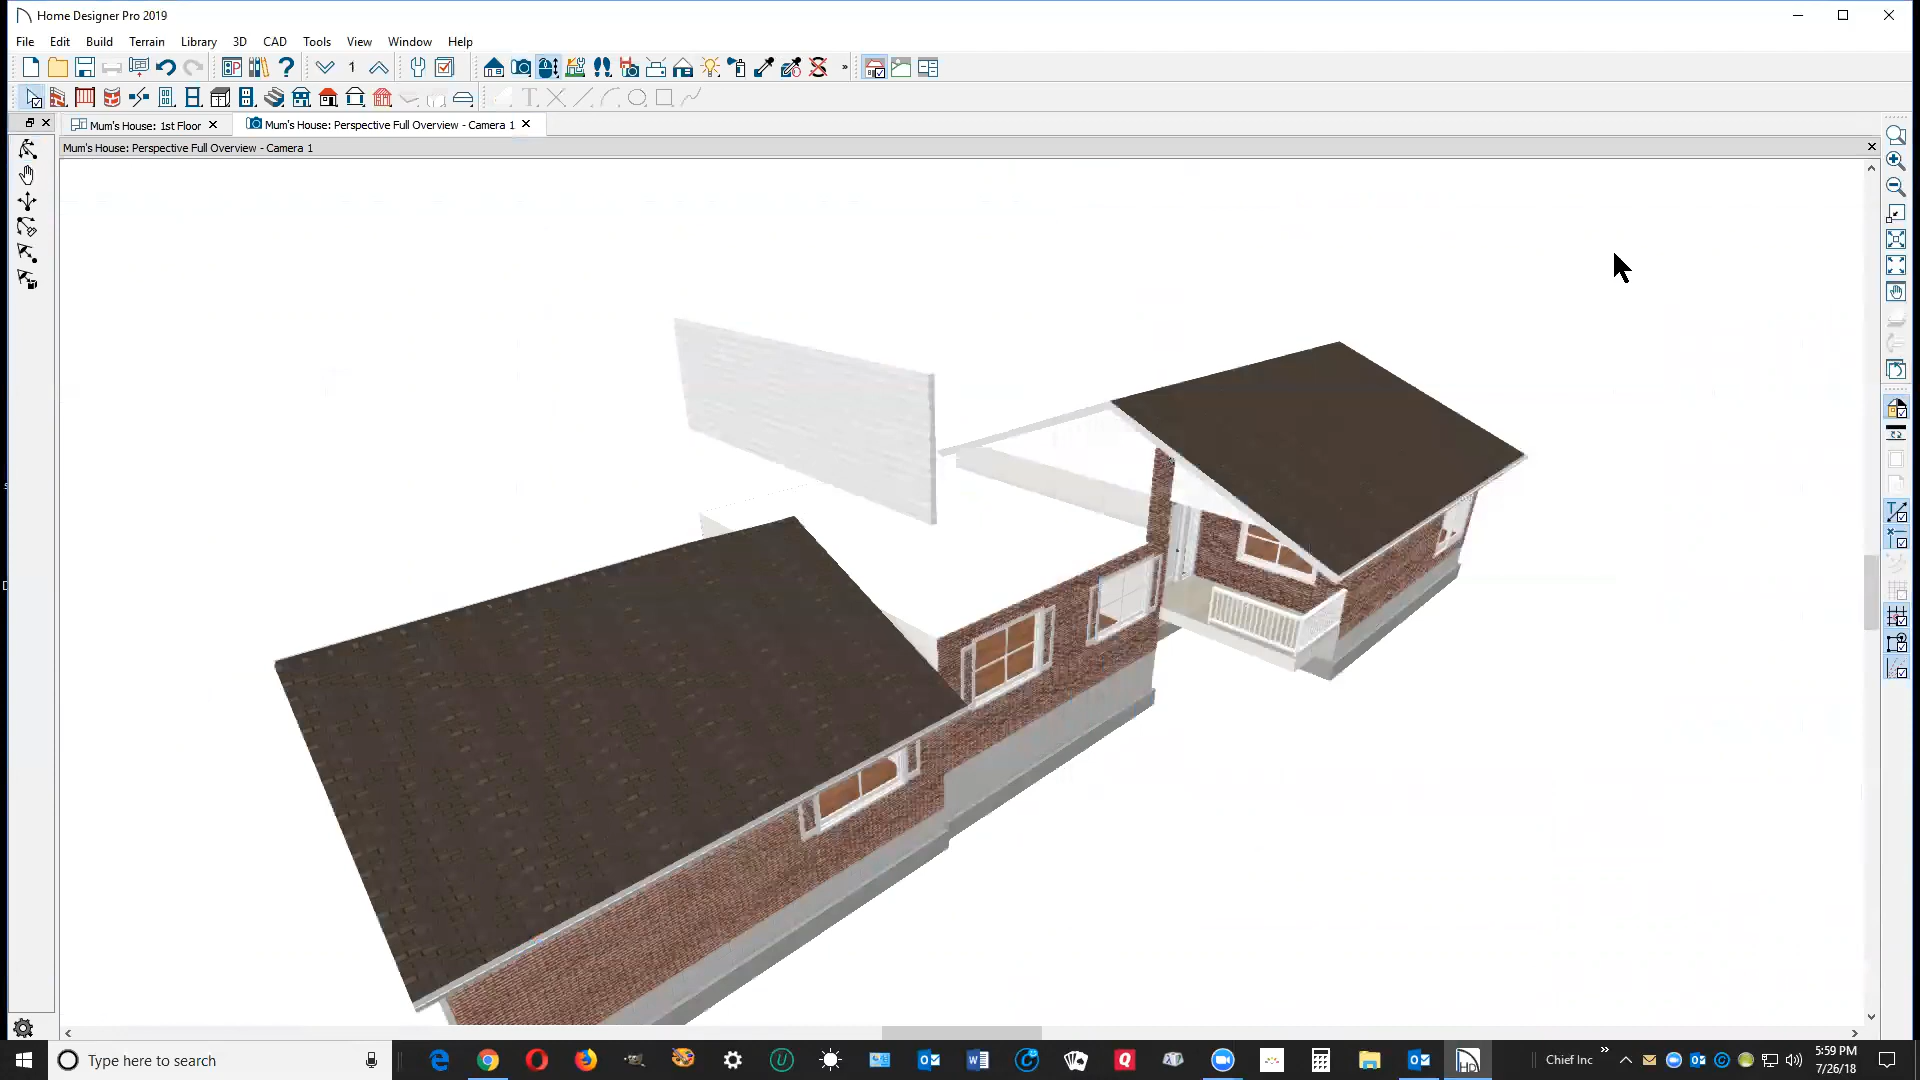 Home Designer Pro 2019
File Edit Build Terrain Library 3D CAD Tools View Window Help
1
Mum's House: 1st Floor
Mum's House: Perspective Full Overview - Camera 1
Mum's House: Perspective Full Overview - Camera 1
Type here to search
Chief Inc
5:59 PM
7/26/18